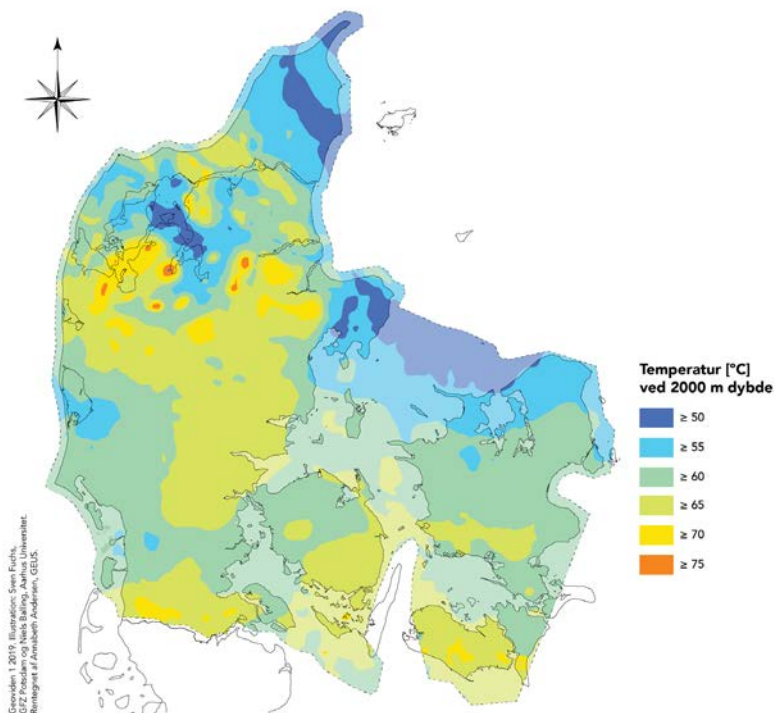 Temperatur [°C]
ved 2000 m dybde
≥ 50
≥ 55
≥ 60
≥ 65
≥ 70
≥ 75
Geoviden 1 2019. Illustration: Sven Fuchs,
GFZ Potsdam og Niels Balling, Aarhus Universitet.
Rentegnet af Annabeth Andersen, GEUS.